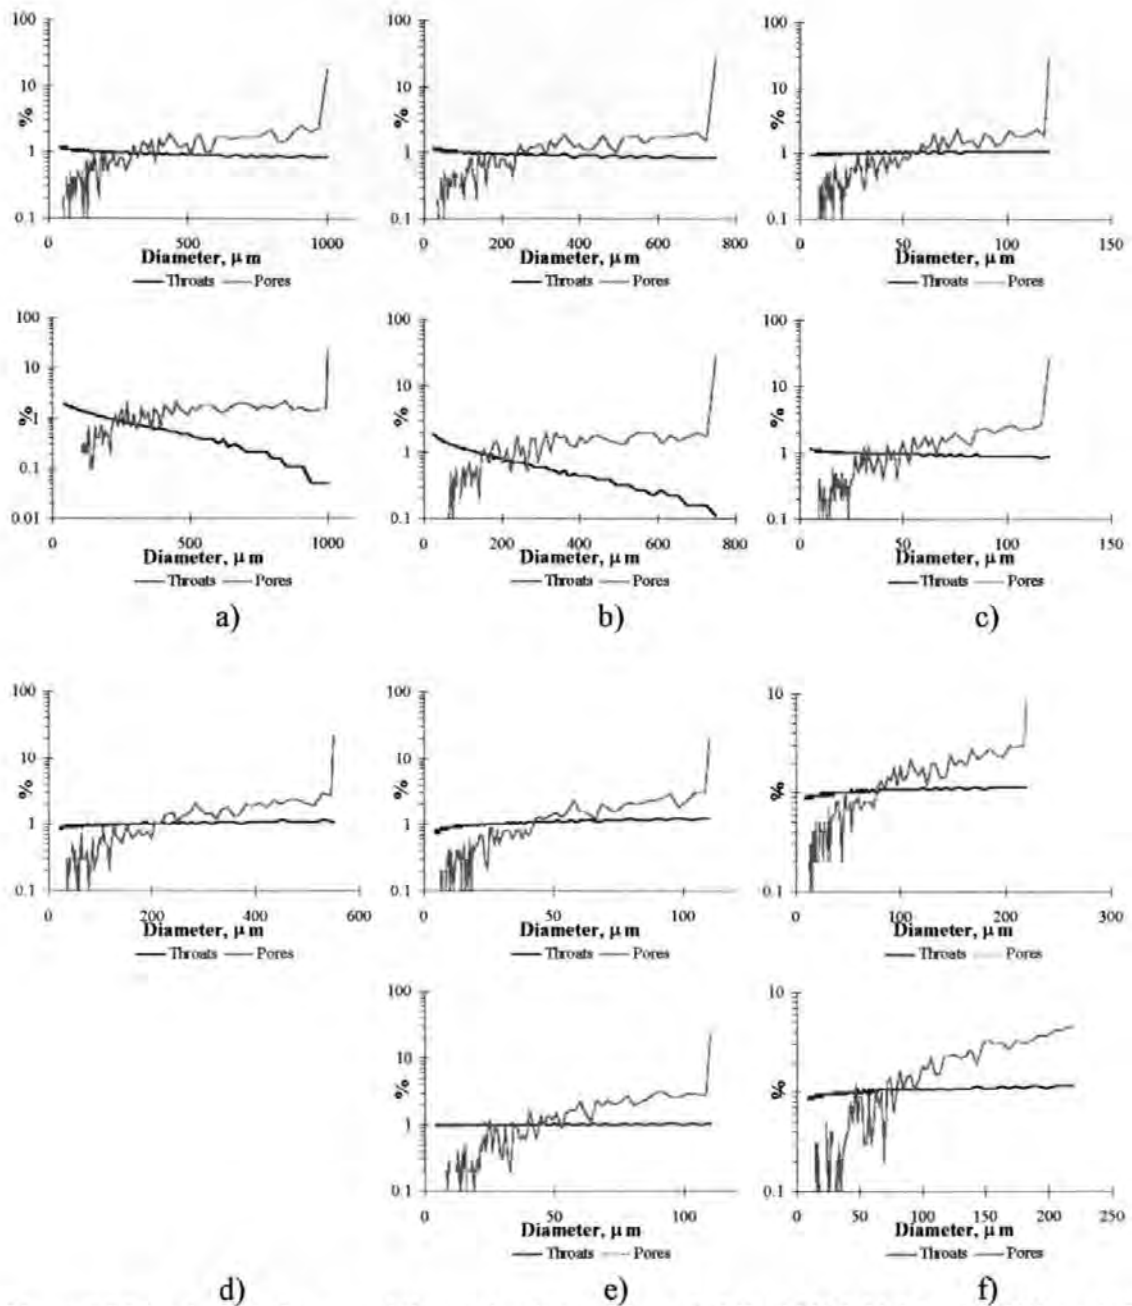 100
10
1
0.1
%
0 500 1000
Diameter, μm
Throats Pores
100
10
1
0.1
%
0 200 400 600 800
Diameter, μm
Throats Pores
100
10
1
0.1
%
0 50 100 150
Diameter, μm
Throats Pores
100
10
1
0.1
0.01
%
0 500 1000
Diameter, μm
Throats Pores
a)
100
10
1
0.1
%
0 200 400 600 800
Diameter, μm
Throats Pores
b)
100
10
1
0.1
%
0 50 100 150
Diameter, μm
Throats Pores
c)
100
10
1
0.1
%
0 200 400 600
Diameter, μm
Throats Pores
100
10
1
0.1
%
0 50 100
Diameter, μm
Throats Pores
10
1
0.1
%
0 100 200 300
Diameter, μm
Throats Pores
100
10
1
0.1
%
0 50 100
Diameter, μm
Throats Pores
10
1
0.1
%
0 50 100 150 200 250
Diameter, μm
Throats Pores
d)
e)
f)